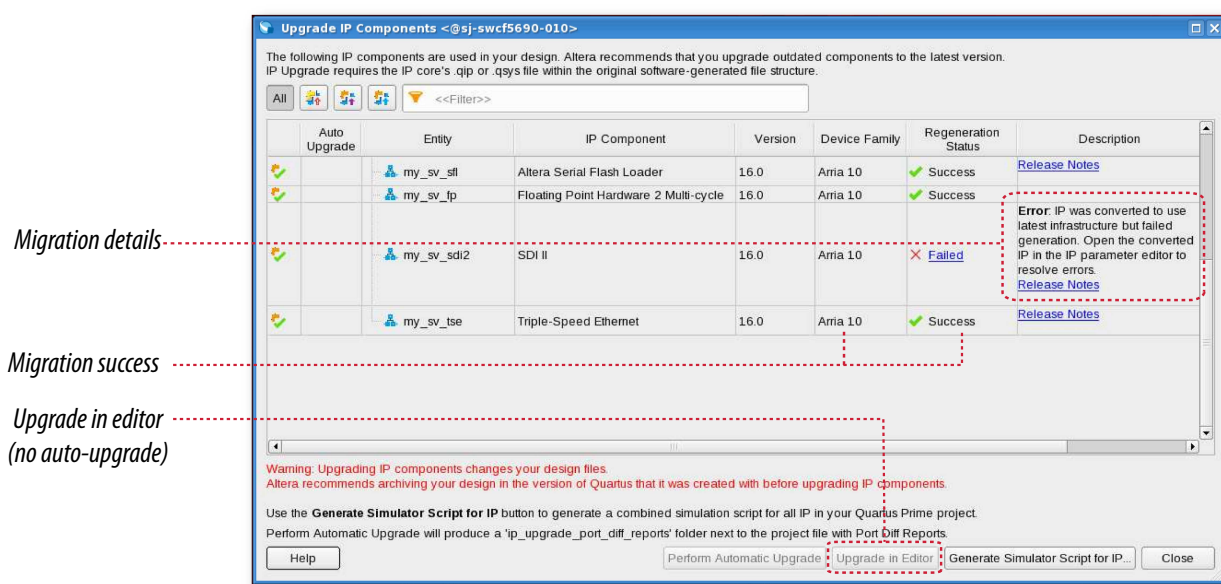 Upgrade IP Components <@sj-swcf5690-010>
The following IP components are used in your design. Altera recommends that you upgrade outdated components to the latest version.
IP Upgrade requires the IP core's .qip or .qsys file within the original software-generated file structure.
All <<Filter>>
Auto Upgrade Entity IP Component Version Device Family Regeneration Status Description
my_sv_sfl Altera Serial Flash Loader 16.0 Arria 10 Success Release Notes
my_sv_fp Floating Point Hardware 2 Multi-cycle 16.0 Arria 10 Success
Migration details
my_sv_sdi2 SDI II 16.0 Arria 10 Failed
Error: IP was converted to use
latest infrastructure but failed
generation. Open the converted
IP in the IP parameter editor to
resolve errors.
Release Notes
my_sv_tse Triple-Speed Ethernet 16.0 Arria 10 Success Release Notes
Migration success
Upgrade in editor
(no auto-upgrade)
Warning: Upgrading IP components changes your design files.
Altera recommends archiving your design in the version of Quartus that it was created with before upgrading IP components.
Use the Generate Simulator Script for IP button to generate a combined simulation script for all IP in your Quartus Prime project.
Perform Automatic Upgrade will produce a 'ip_upgrade_port_diff_reports' folder next to the project file with Port Diff Reports.
Help Perform Automatic Upgrade Upgrade in Editor Generate Simulator Script for IP... Close